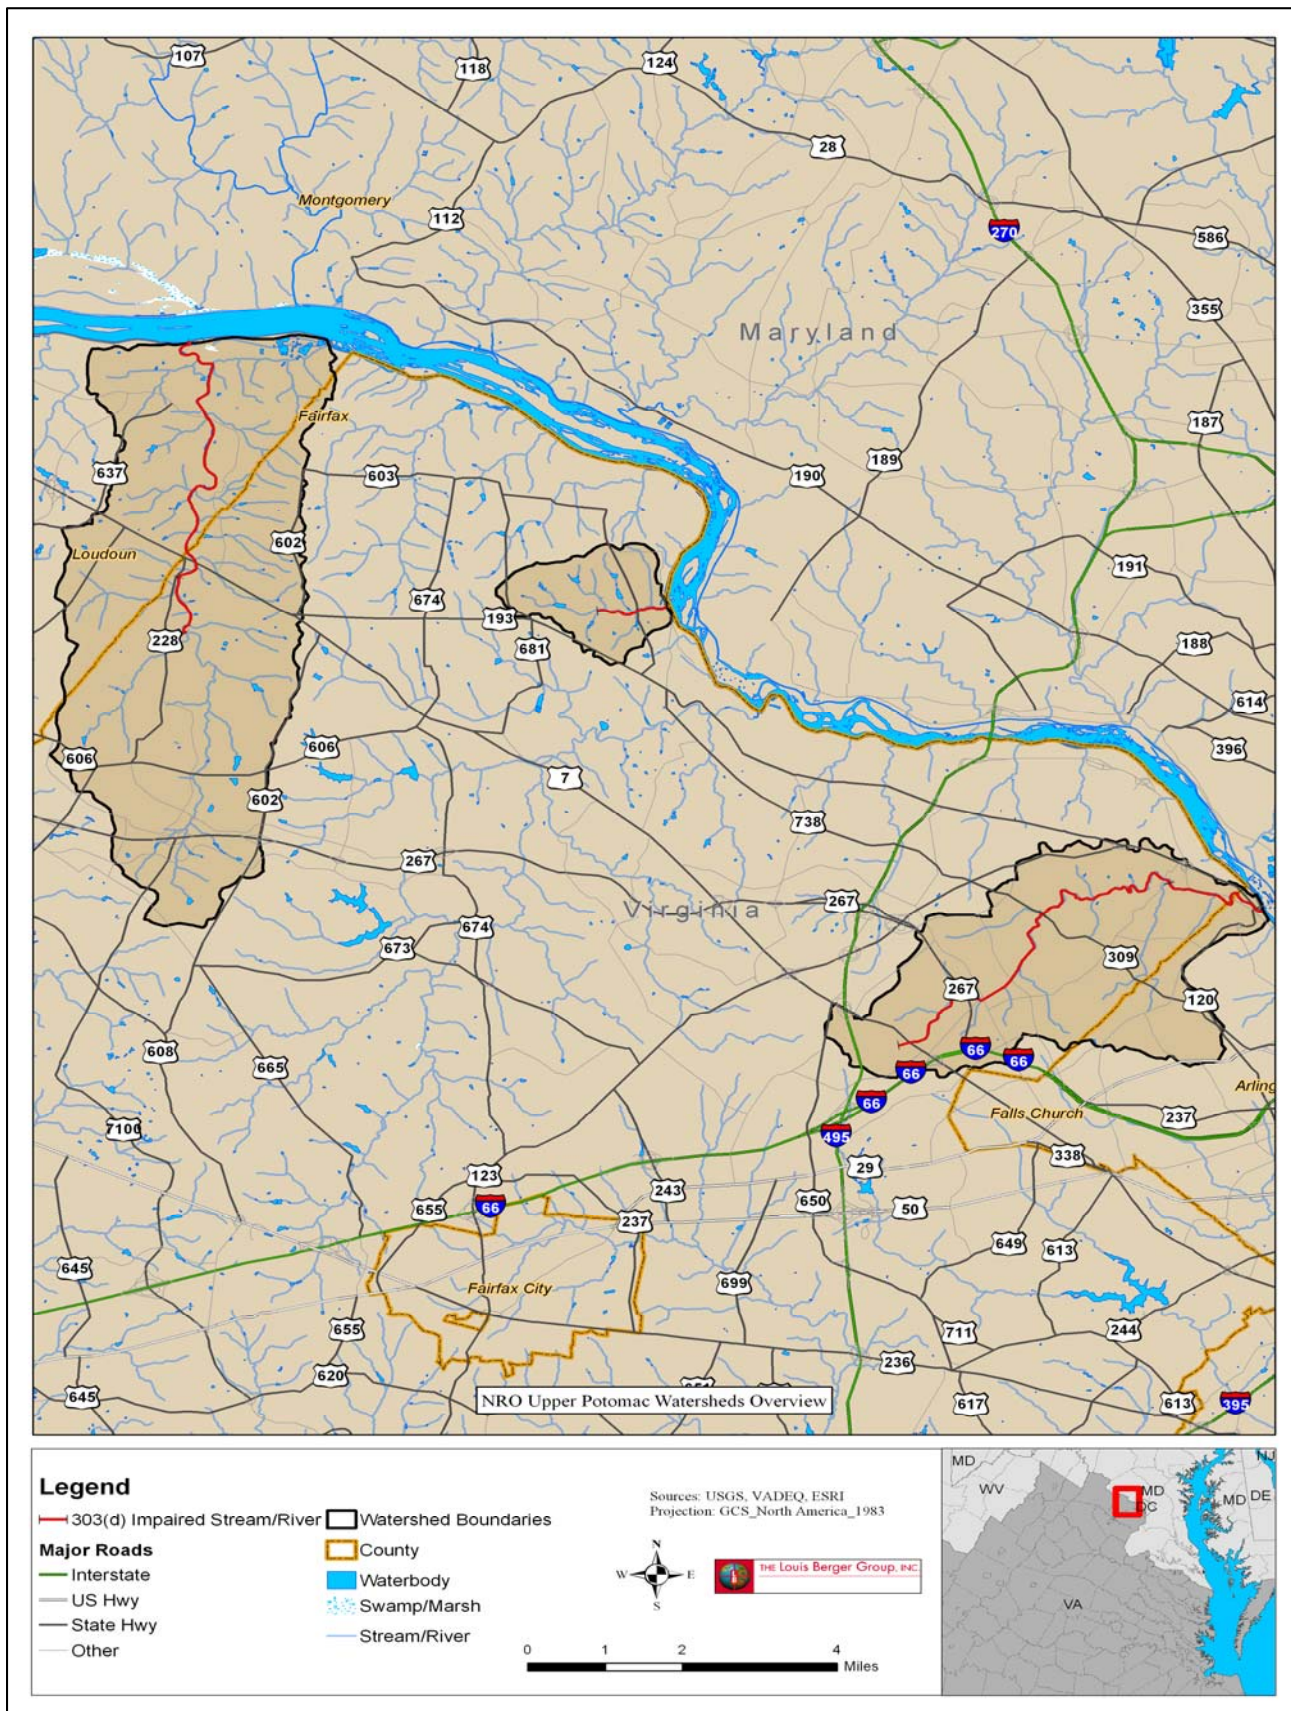 107
118
124
28
Montgomery
112
270
586
355
Maryland
187
Fairfax
189
190
637
603
602
Loudoun
191
674
193
228
681
188
614
606
606
396
7
602
738
267
Virginia
267
674
673
309
267
120
608
66
66
665
66
Arling
66
Falls Church
237
7100
495
338
29
123
243
650
655
66
50
237
649
613
645
Fairfax City
699
655
711
244
236
620
645
617
613
395
NRO Upper Potomac Watersheds Overview
Legend
303(d) Impaired Stream/River
Major Roads
Interstate
US Hwy
State Hwy
Other
Watershed Boundaries
County
Waterbody
Swamp/Marsh
Stream/River
Sources: USGS, VADEQ, ESRI
Projection: GCS_North America_1983
N
W E
S
THE Louis Berger Group, INC.
0 1 2 4
Miles
MD
NJ
WV
MD
MD
DE
DC
VA